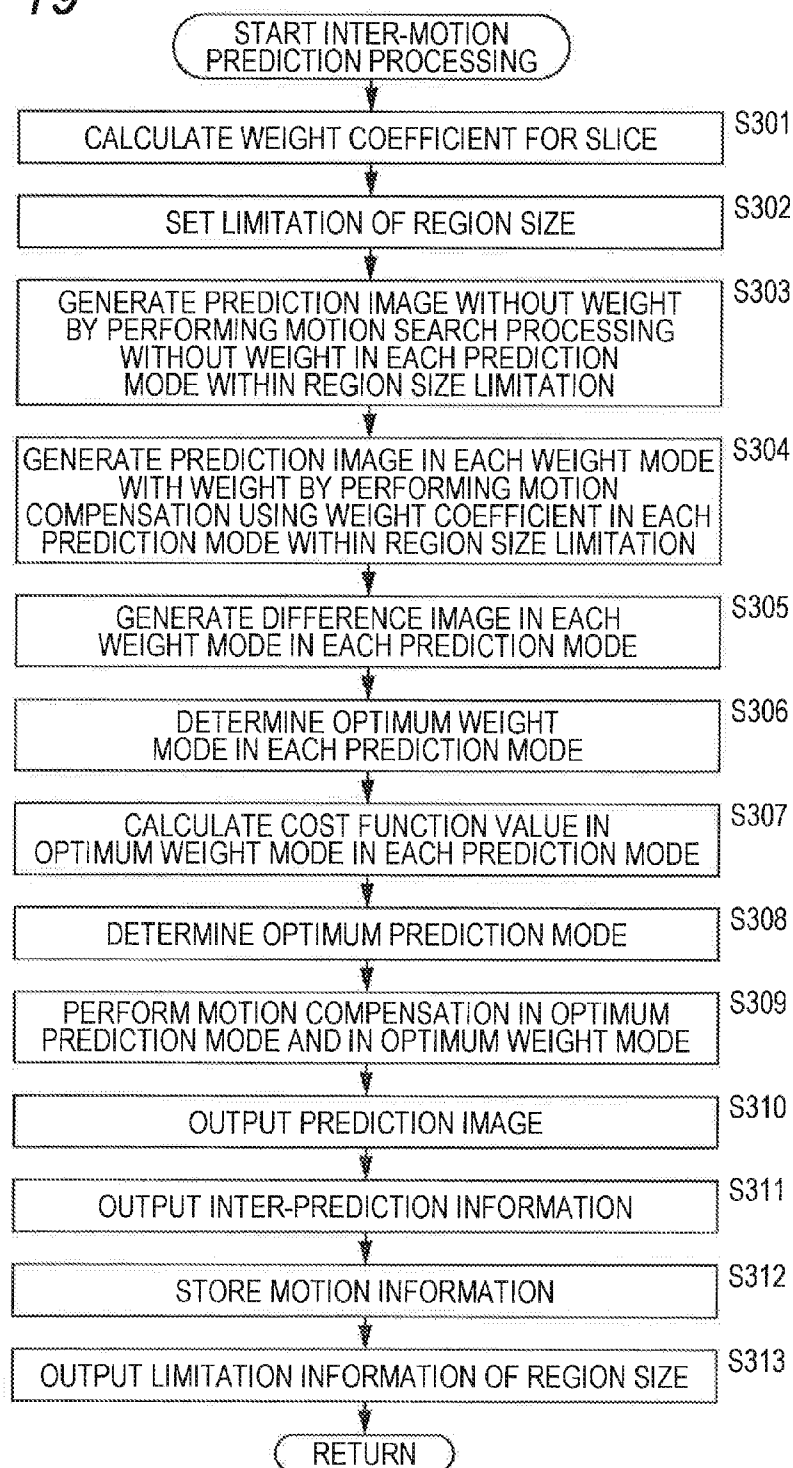 19
START INTER-MOTION
PREDICTION PROCESSING
CALCULATE WEIGHT COEFFICIENT FOR SLICE
S301
SET LIMITATION OF REGION SIZE
S302
GENERATE PREDICTION IMAGE WITHOUT WEIGHT
BY PERFORMING MOTION SEARCH PROCESSING
WITHOUT WEIGHT IN EACH PREDICTION
MODE WITHIN REGION SIZE LIMITATION
S303
GENERATE PREDICTION IMAGE IN EACH WEIGHT MODE
WITH WEIGHT BY PERFORMING MOTION
COMPENSATION USING WEIGHT COEFFICIENT IN EACH
PREDICTION MODE WITHIN REGION SIZE LIMITATION
S304
GENERATE DIFFERENCE IMAGE IN EACH
WEIGHT MODE IN EACH PREDICTION MODE
S305
DETERMINE OPTIMUM WEIGHT
MODE IN EACH PREDICTION MODE
S306
CALCULATE COST FUNCTION VALUE IN
OPTIMUM WEIGHT MODE IN EACH PREDICTION MODE
S307
DETERMINE OPTIMUM PREDICTION MODE
S308
PERFORM MOTION COMPENSATION IN OPTIMUM
PREDICTION MODE AND IN OPTIMUM WEIGHT MODE
S309
OUTPUT PREDICTION IMAGE
S310
OUTPUT INTER-PREDICTION INFORMATION
S311
STORE MOTION INFORMATION
S312
OUTPUT LIMITATION INFORMATION OF REGION SIZE
S313
RETURN